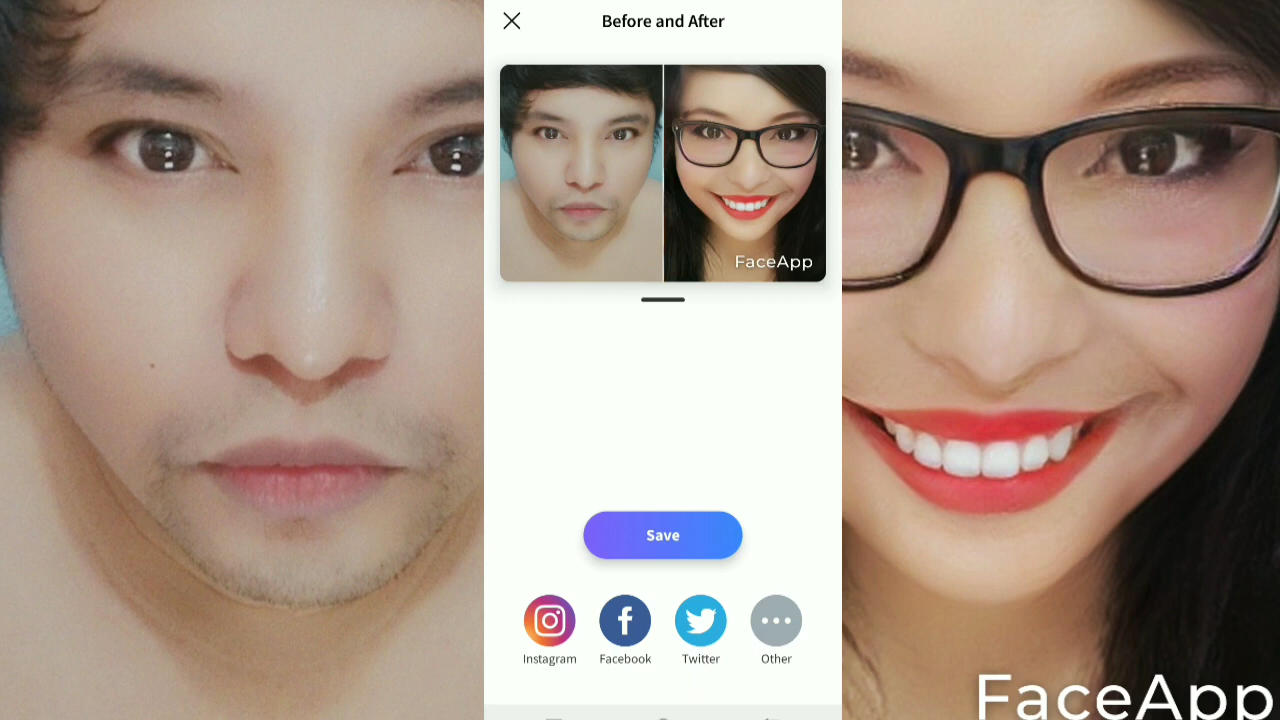 Before and After
FaceApp
Save
Instagram Facebook Twitter Other
FaceApp